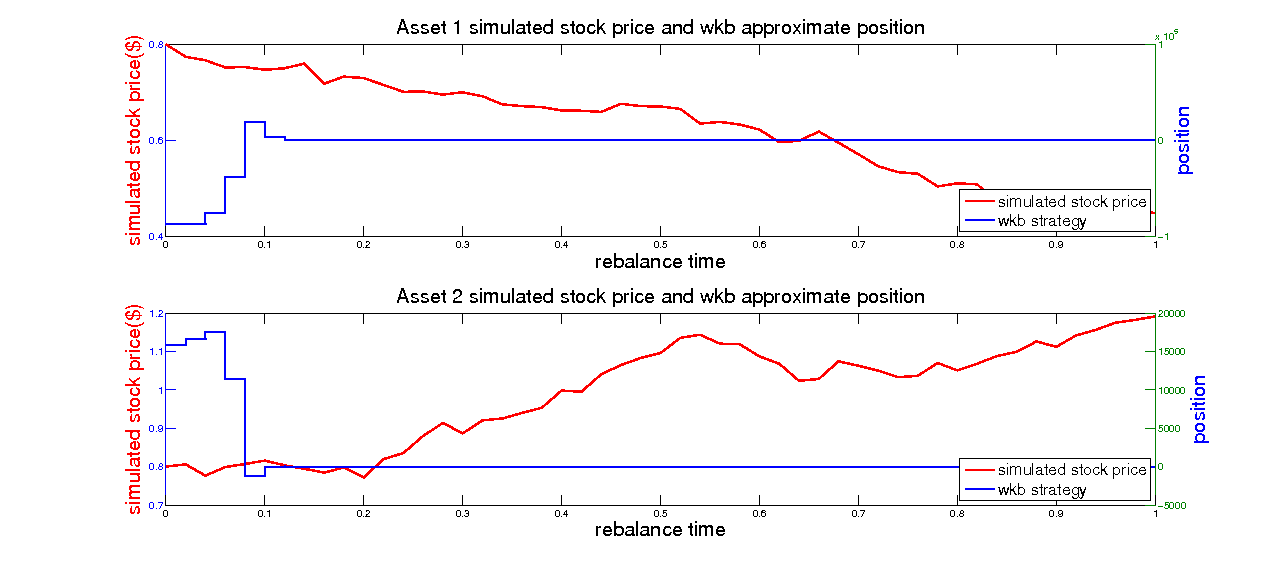 Asset 1 simulated stock price and wkb approximate position
x 10^5
simulated stock price($)
0.8
0.6
0.4
1
0
−1
position
simulated stock price
wkb strategy
0 0.1 0.2 0.3 0.4 0.5 0.6 0.7 0.8 0.9 1
rebalance time
Asset 2 simulated stock price and wkb approximate position
simulated stock price($)
1.2
1.1
1
0.9
0.8
0.7
20000
15000
10000
5000
0
−5000
position
simulated stock price
wkb strategy
0 0.1 0.2 0.3 0.4 0.5 0.6 0.7 0.8 0.9 1
rebalance time